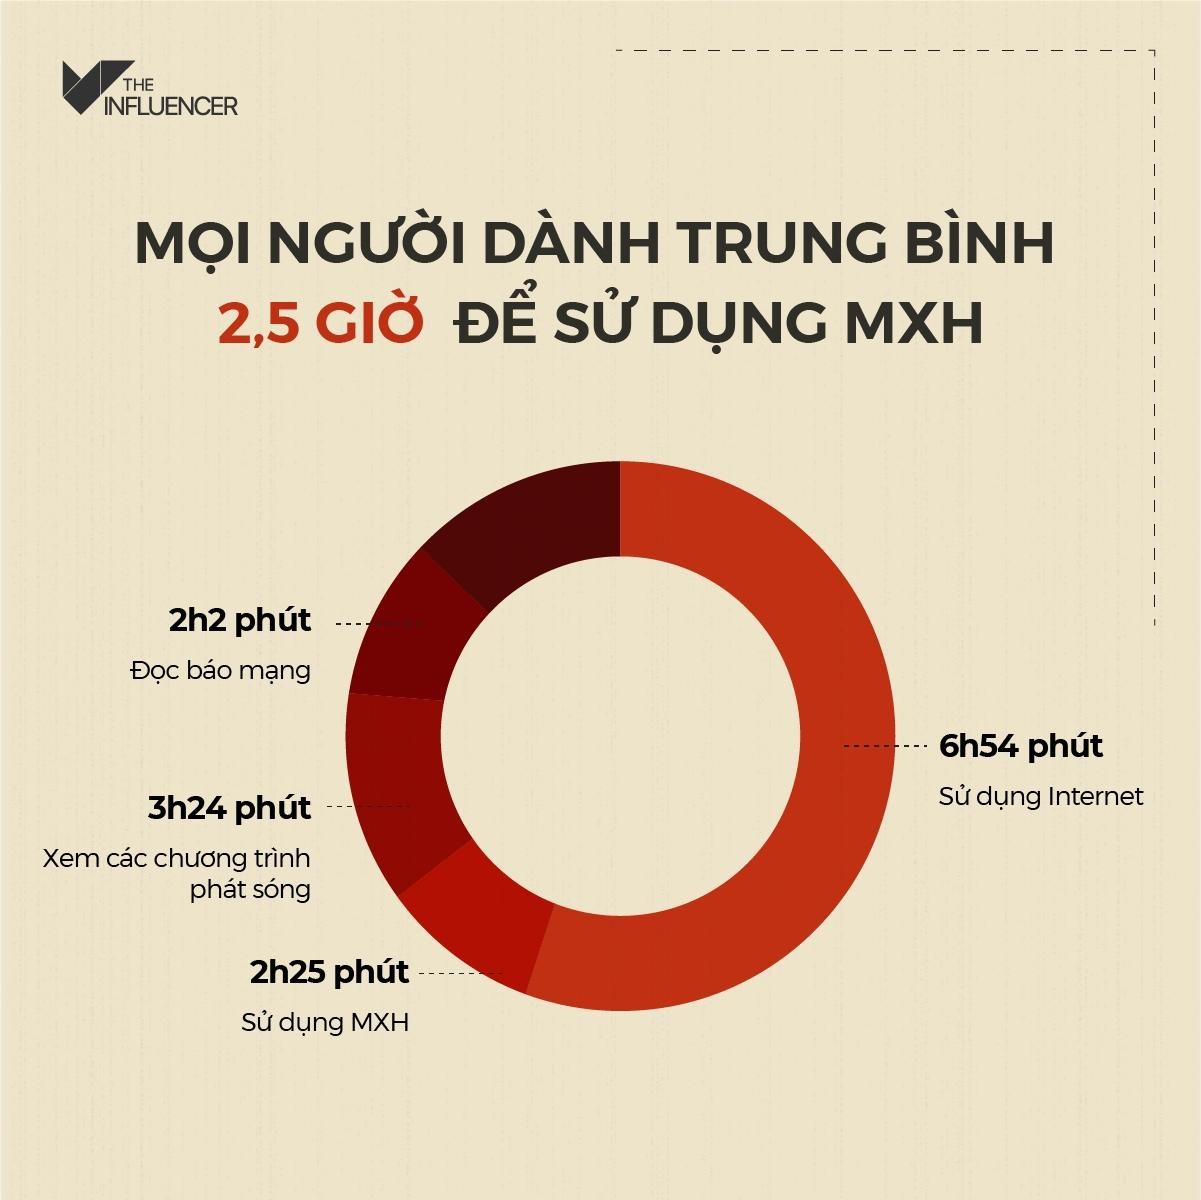 THE
INFLUENCER
MỌI NGƯỜI DÀNH TRUNG BÌNH
2,5 GIỜ ĐỂ SỬ DỤNG MXH
2h2 phút
Đọc báo mạng
6h54 phút
Sử dụng Internet
3h24 phút
Xem các chương trình
phát sóng
2h25 phút
Sử dụng MXH